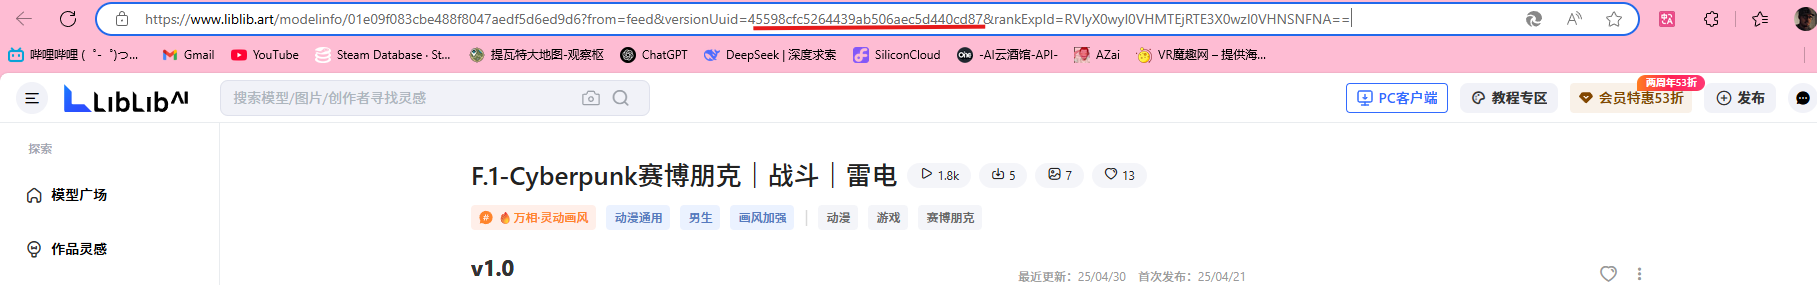 https://www.liblib.art/modelinfo/01e09f083cbe488f8047aedf5d6ed9d6?from=feed&versionUuid=45598cfc5264439ab506aec5d440cd87&rankExpId=RVIyX0wyI0VHMTEjRTE3X0wzI0VHNSNFNA==
哔哩哔哩 ( ゜- ゜)つ... Gmail YouTube Steam Database · St... 提瓦特大地图-观察枢 ChatGPT DeepSeek | 深度求索 SiliconCloud -AI云酒馆-API- AZai VR魔趣网 – 提供海...
LIBLIB AI 搜索模型/图片/创作者寻找灵感 PC客户端 教程专区 会员特惠53折 两周年53折 发布
探索
模型广场
作品灵感
F.1-Cyberpunk赛博朋克｜战斗｜雷电 1.8k 5 7 13
万相·灵动画风 动漫通用 男生 画风加强 | 动漫 游戏 赛博朋克
v1.0
最近更新：25/04/30 首次发布：25/04/21